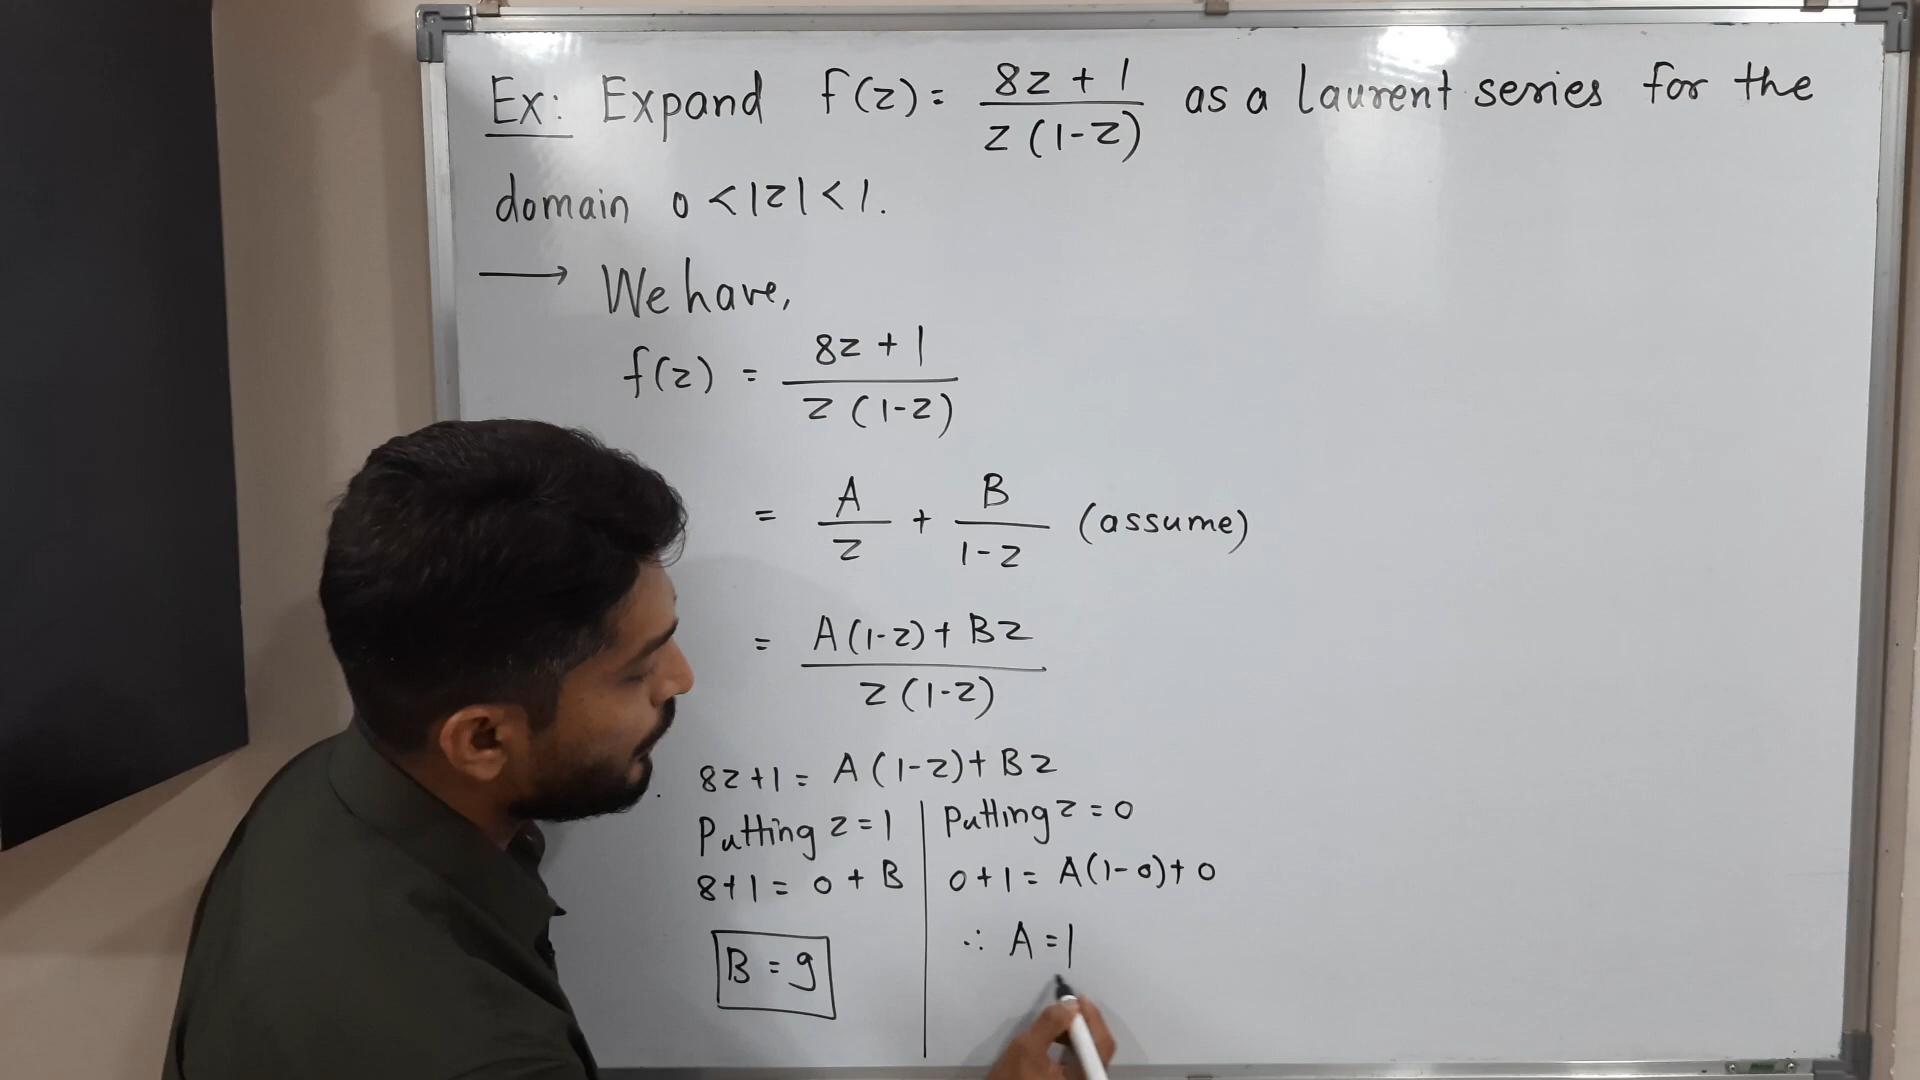 Ex: Expand f(z) = 8z + 1 / z (1-z) as a laurent series for the
domain 0 < |z| < 1.
→ We have,
f(z) = 8z + 1 / z (1-z)
= A / z + B / 1-z (assume)
= A(1-z) + Bz / z (1-z)
8z+1 = A (1-z) + Bz
Putting z=1
8+1 = 0 + B
B = 9
Putting z = 0
0+1 = A(1-0) + 0
∴ A = 1